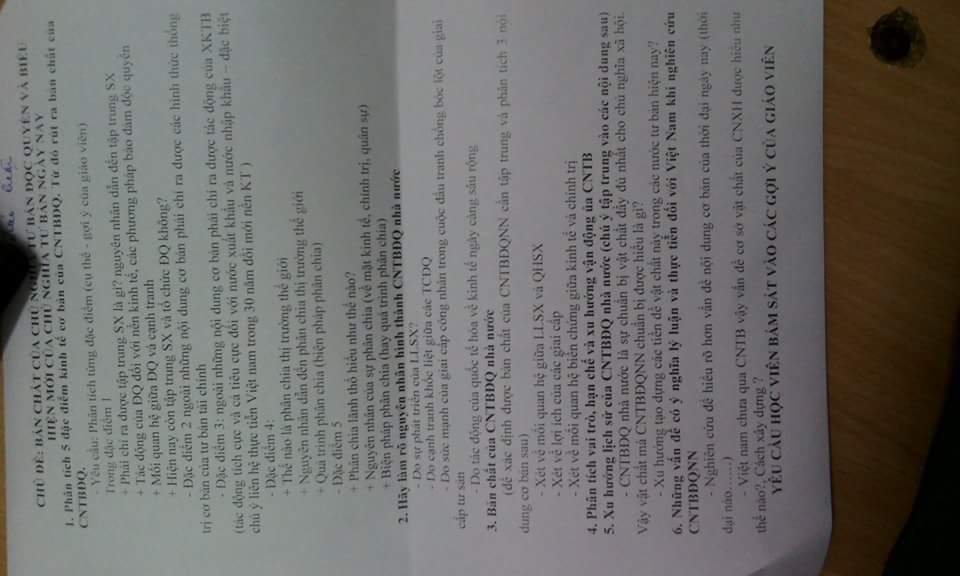 CHỦ ĐỀ: BẢN CHẤT CỦA CHỦ NGHĨA TƯ BẢN ĐỘC QUYỀN VÀ BIỂU
HIỆN MỚI CỦA CHỦ NGHĨA TƯ BẢN NGÀY NAY
1. Phân tích 5 đặc điểm kinh tế cơ bản của CNTBĐQ. Từ đó rút ra bản chất của
CNTBĐQ.
- Yêu cầu: Phân tích từng đặc điểm (cụ thể - gợi ý của giáo viên)
Trong đặc điểm 1
+ Phải chỉ ra được tập trung SX là gì? nguyên nhân dẫn đến tập trung SX
+ Tác động của ĐQ đối với nền kinh tế, các phương pháp bảo đảm độc quyền
+ Mối quan hệ giữa ĐQ và cạnh tranh
+ Hiện nay còn tập trung SX và tổ chức ĐQ không?
- Đặc điểm 2 ngoài những nội dung cơ bản phải chỉ ra được các hình thức thống
trị cơ bản của tư bản tài chính
- Đặc điểm 3: ngoài những nội dung cơ bản phải chỉ ra được tác động của XKTB
(tác động tích cực và cả tiêu cực đối với nước xuất khẩu và nước nhập khẩu – đặc biệt
chú ý liên hệ thực tiễn Việt nam trong 30 năm đổi mới nền KT )
- Đặc điểm 4:
+ Thế nào là phân chia thị trường thế giới
+ Nguyên nhân dẫn đến phân chia thị trường thế giới
+ Quá trình phân chia (biện pháp phân chia)
- Đặc điểm 5
+ Phân chia lãnh thổ hiểu như thế nào?
+ Nguyên nhân của sự phân chia (về mặt kinh tế, chính trị, quân sự)
+ Biện pháp phân chia (hay quá trình phân chia)
2. Hãy làm rõ nguyên nhân hình thành CNTBĐQ nhà nước
- Do sự phát triển của LLSX?
- Do cạnh tranh khốc liệt giữa các TCĐQ
- Do sức mạnh của giai cấp công nhân trong cuộc đấu tranh chống bóc lột của giai
cấp tư sản
- Do tác động của quốc tế hóa về kinh tế ngày càng sâu rộng
3. Bản chất của CNTBĐQ nhà nước
(để xác định được bản chất của CNTBĐQNN cần tập trung và phân tích 3 nội
dung cơ bản sau)
- Xét về mối quan hệ giữa LLSX và QHSX
- Xét về lợi ích của các giai cấp
- Xét về mối quan hệ biện chứng giữa kinh tế và chính trị
4. Phân tích vai trò, hạn chế và xu hướng vận động ủa CNTB
5. Xu hướng lịch sử của CNTBĐQ nhà nước (chú ý tập trung vào các nội dung sau)
- CNTBĐQ nhà nước là sự chuẩn bị vật chất đầy đủ nhất cho chủ nghĩa xã hội.
Vậy vật chất mà CNTBĐQNN chuẩn bị được hiểu là gì?
- Xu hướng tạo dựng các tiền đề vật chất này trong các nước tư bản hiện nay?
6. Những vấn đề có ý nghĩa lý luận và thực tiễn đối với Việt Nam khi nghiên cứu
CNTBĐQNN
- Nghiên cứu để hiểu rõ hơn vấn đề nội dung cơ bản của thời đại ngày nay (thời
đại nào.......)
- Việt nam chưa qua CNTB vậy vấn đề cơ sở vật chất của CNXH được hiểu như
thế nào?, Cách xây dựng ?
YÊU CẦU HỌC VIÊN BÁM SÁT VÀO CÁC GỢI Ý CỦA GIÁO VIÊN